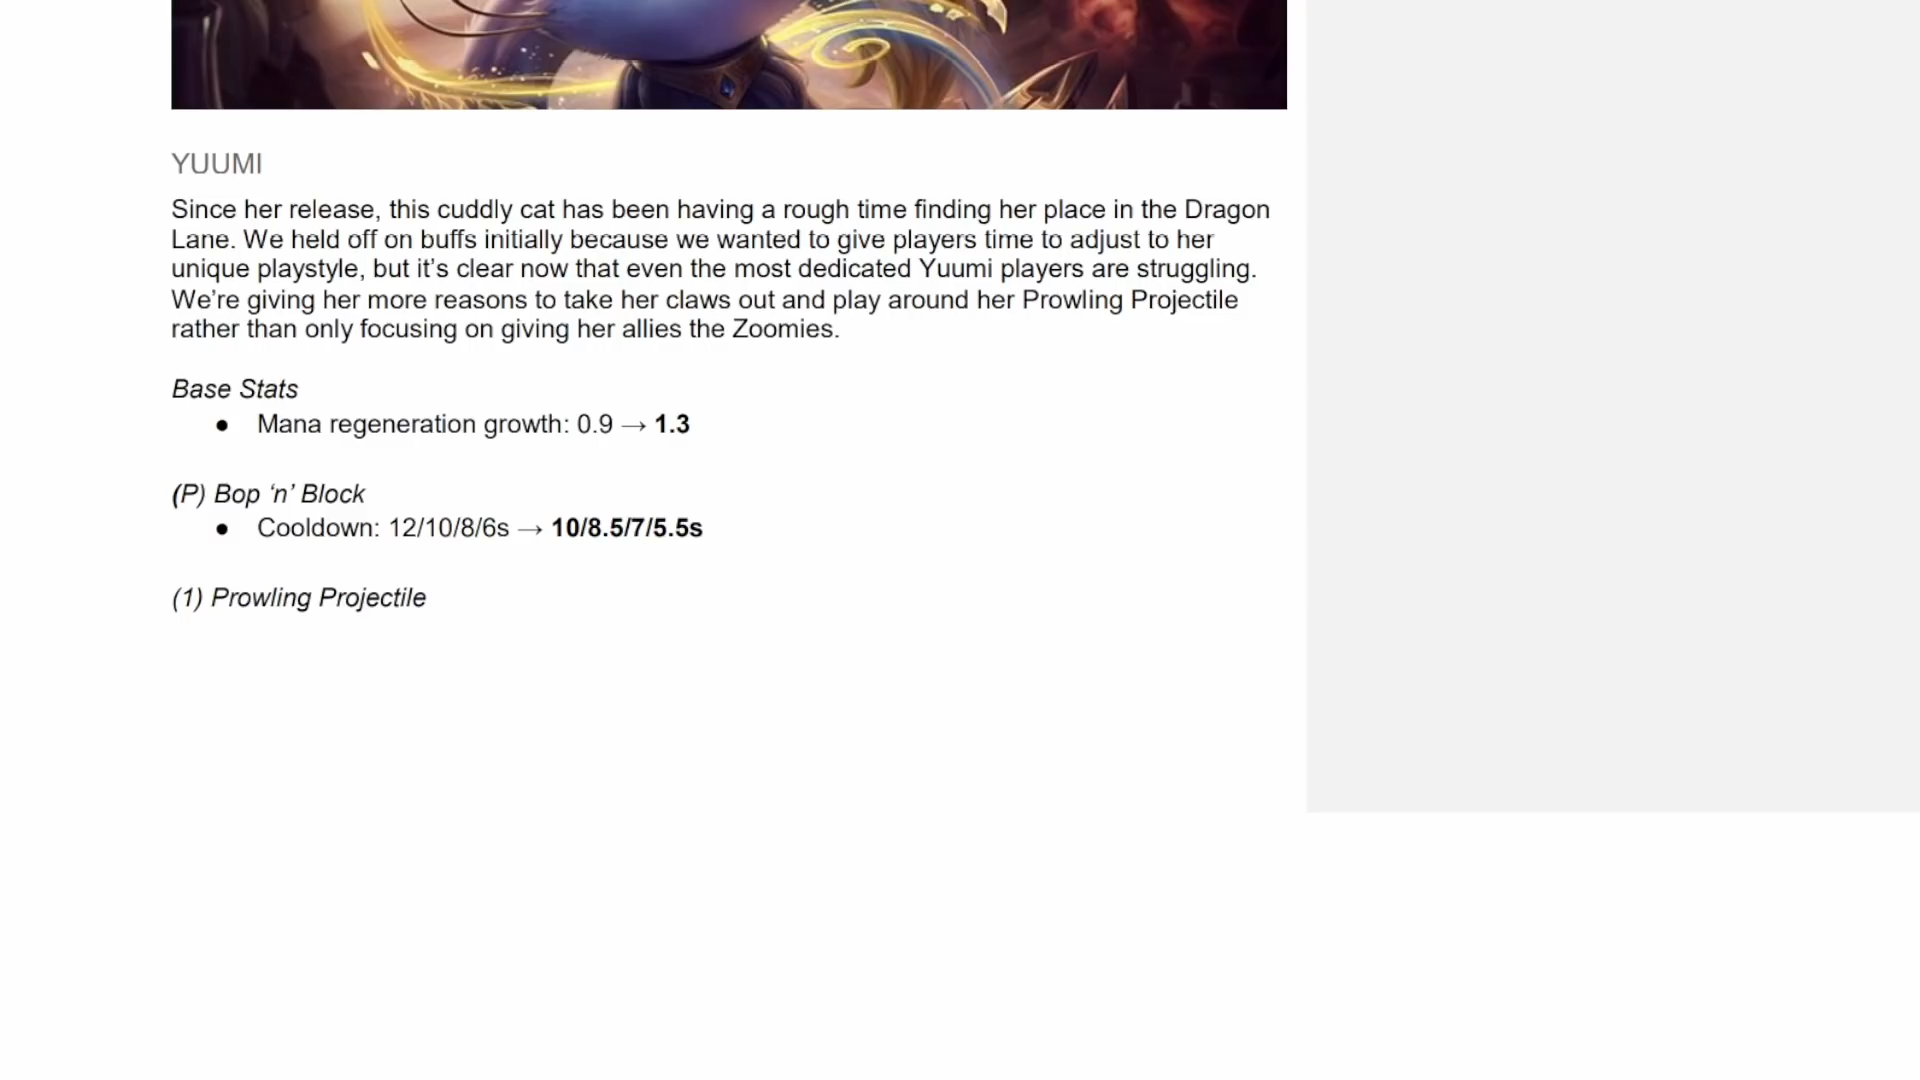 YUUMI
Since her release, this cuddly cat has been having a rough time finding her place in the Dragon
Lane. We held off on buffs initially because we wanted to give players time to adjust to her
unique playstyle, but it’s clear now that even the most dedicated Yuumi players are struggling.
We’re giving her more reasons to take her claws out and play around her Prowling Projectile
rather than only focusing on giving her allies the Zoomies.
Base Stats
● Mana regeneration growth: 0.9 → 1.3
(P) Bop ‘n’ Block
● Cooldown: 12/10/8/6s → 10/8.5/7/5.5s
(1) Prowling Projectile